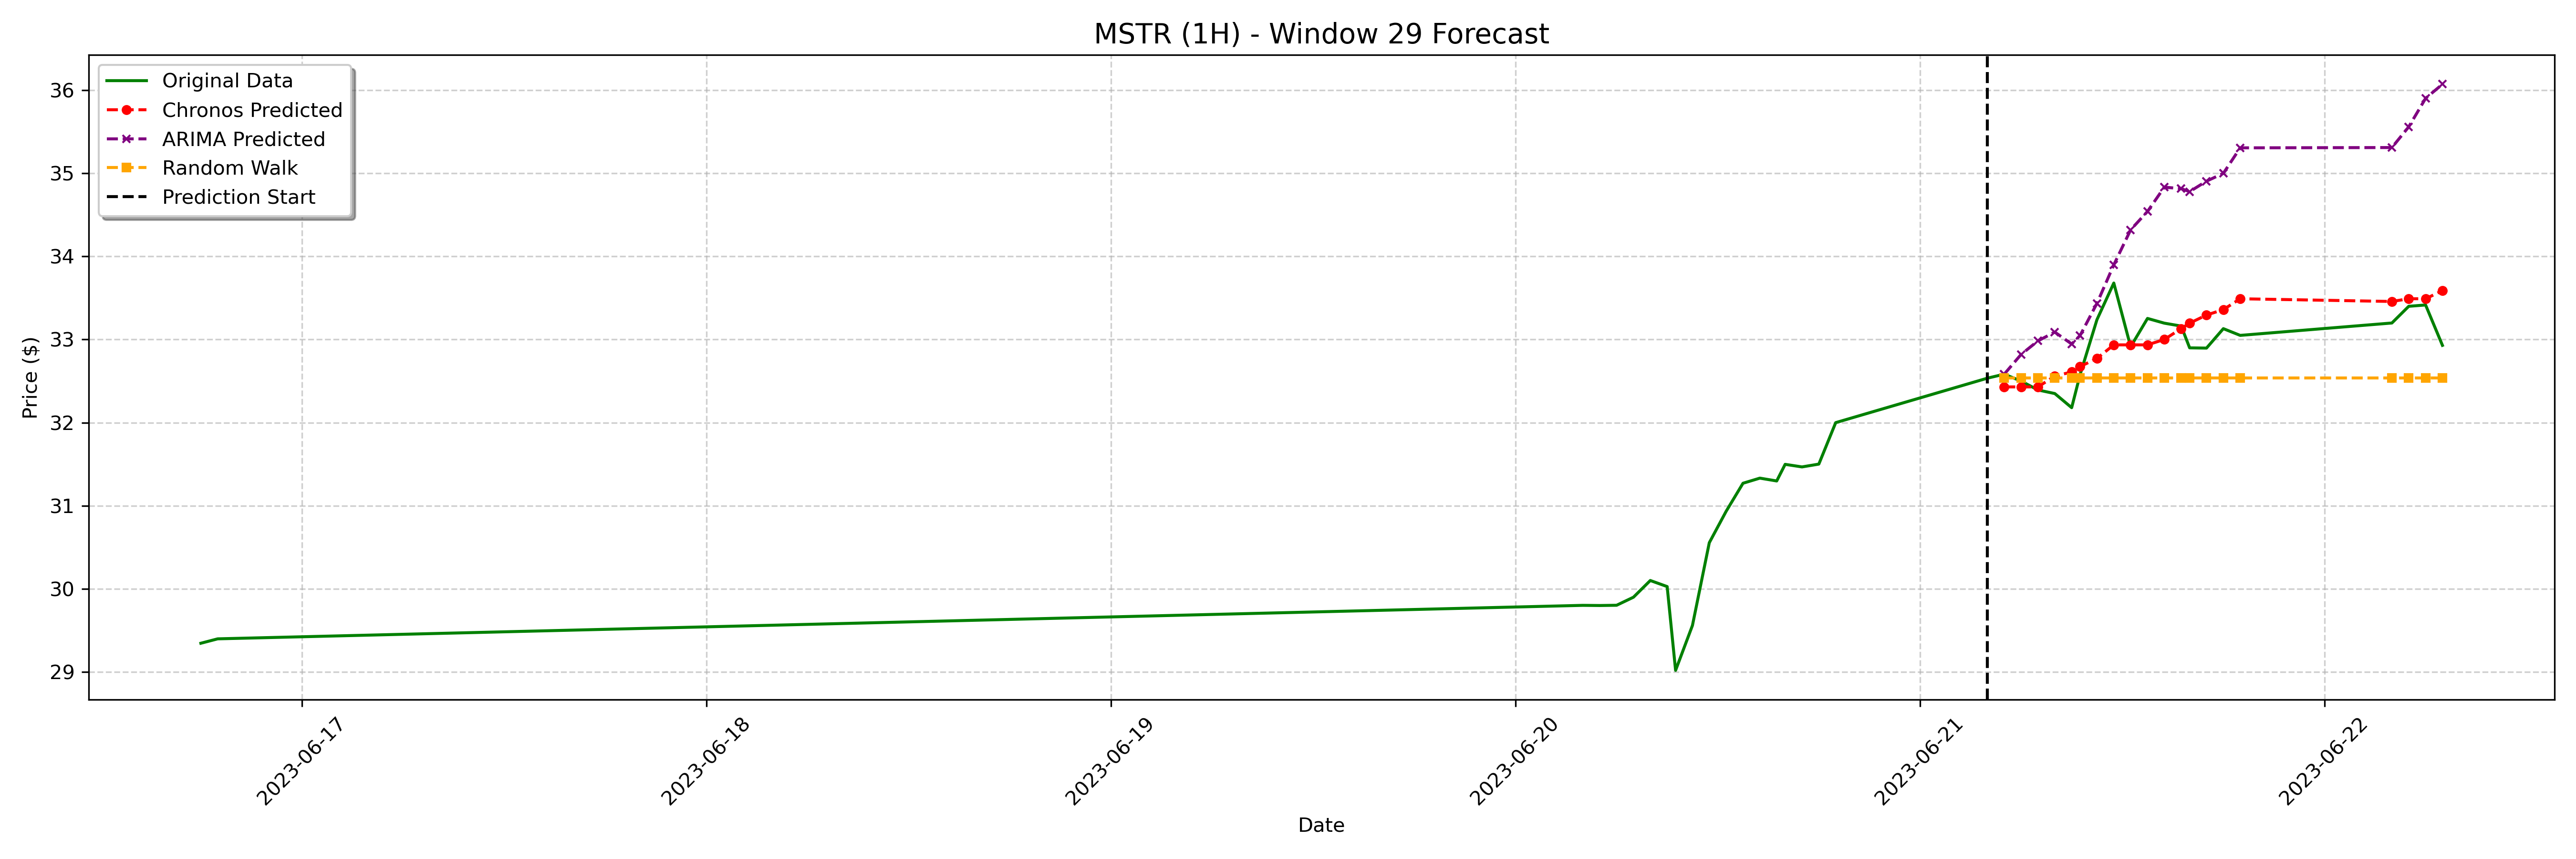 MSTR (1H) - Window 29 Forecast
Original Data
Chronos Predicted
ARIMA Predicted
Random Walk
Prediction Start
Price ($)
36
35
34
33
32
31
30
29
2023-06-17
2023-06-18
2023-06-19
2023-06-20
2023-06-21
2023-06-22
Date